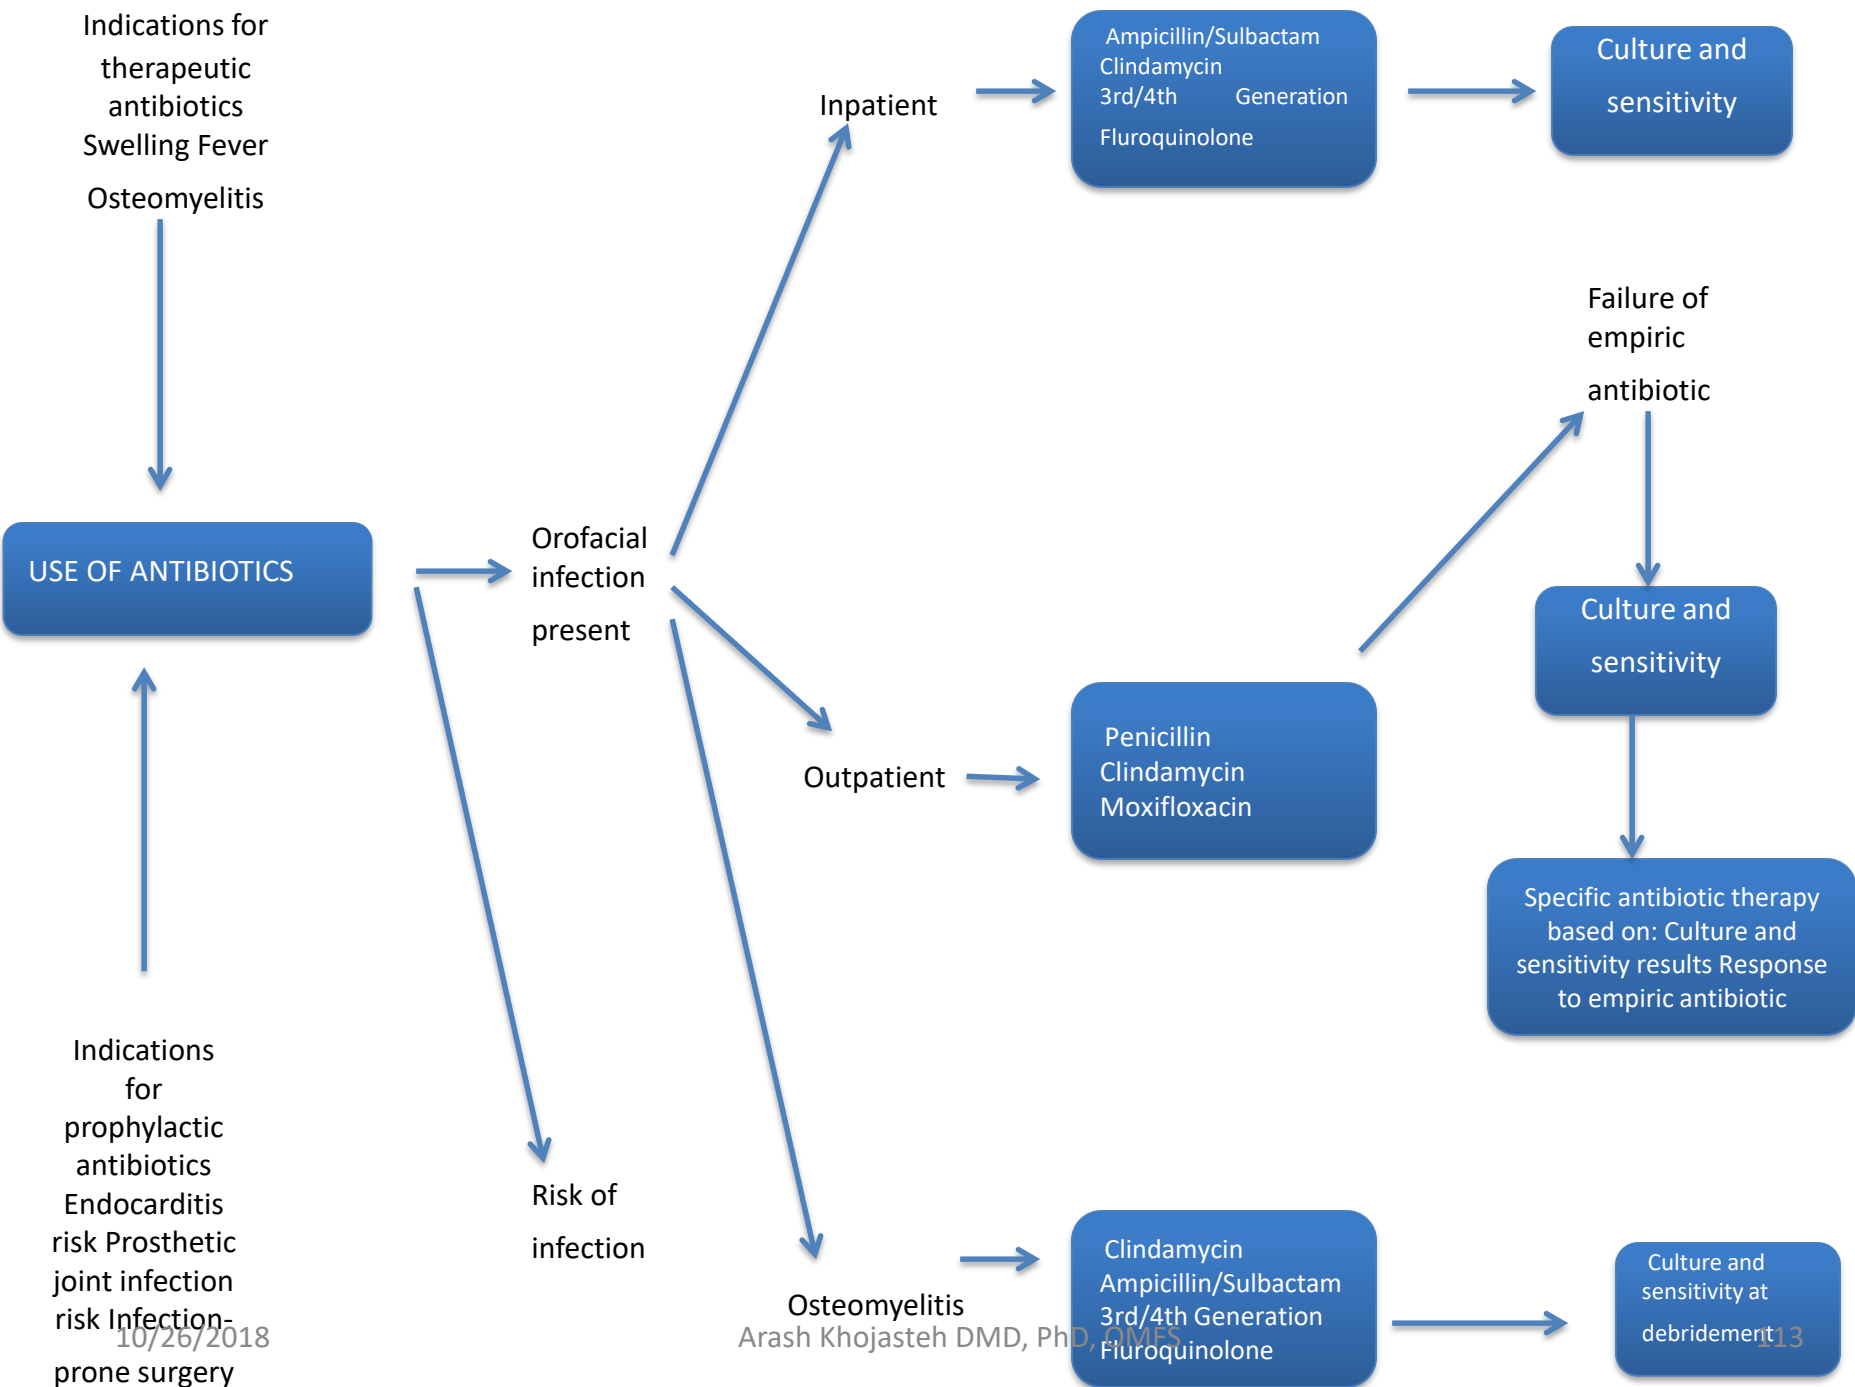 Indications for
therapeutic
antibiotics
Swelling Fever
Osteomyelitis
USE OF ANTIBIOTICS
Indications
for
prophylactic
antibiotics
Endocarditis
risk Prosthetic
joint infection
risk Infection-
prone surgery
Orofacial
infection
present
Risk of
infection
Inpatient
Ampicillin/Sulbactam
Clindamycin
3rd/4th Generation
Fluroquinolone
Culture and
sensitivity
Outpatient
Penicillin
Clindamycin
Moxifloxacin
Failure of
empiric
antibiotic
Culture and
sensitivity
Specific antibiotic therapy
based on: Culture and
sensitivity results Response
to empiric antibiotic
Osteomyelitis
Clindamycin
Ampicillin/Sulbactam
3rd/4th Generation
Fluroquinolone
Culture and
sensitivity at
debridement
10/26/2018
Arash Khojasteh DMD, PhD, OMFS
113